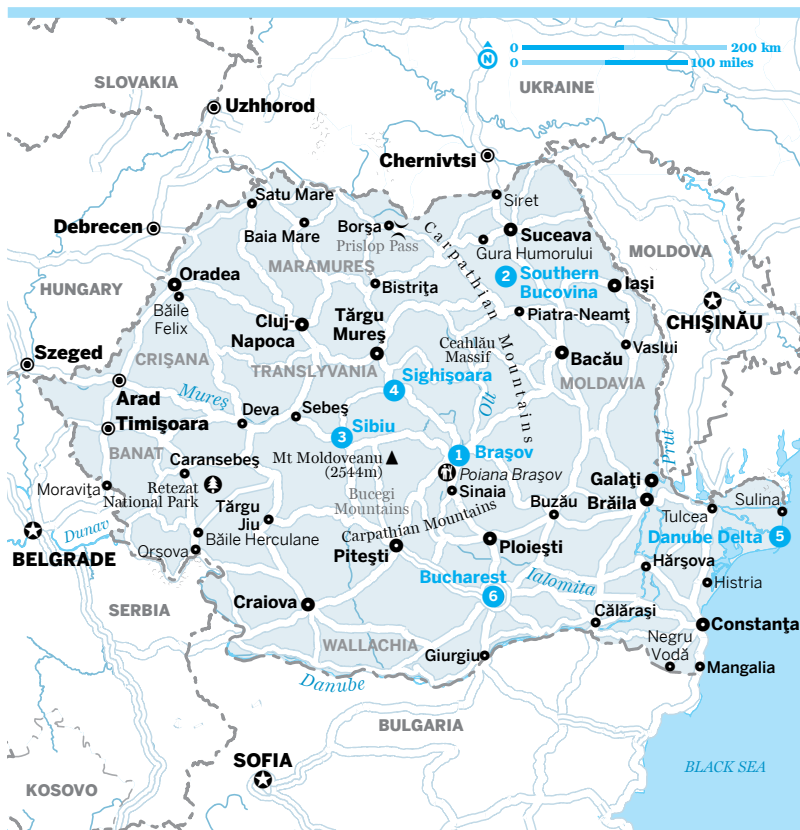 0 200 km
N
0 100 miles
SLOVAKIA
UKRAINE
Uzhhorod
Chernivtsi
Satu Mare
Siret
Debrecen
Borşa
Baia Mare
Prislop Pass
Suceava
Gura Humorului
MOLDOVA
MARAMUREŞ
Carpathian Mountains
2 Southern
Bucovina
Oradea
Bistriţa
Iaşi
HUNGARY
Băile
Felix
Cluj-
Napoca
Târgu
Mureş
Piatra-Neamţ
CHIŞINĂU
Szeged
CRIŞANA
Ceahlău
Massif
Vaslui
Bacău
TRANSLYVANIA
MOLDAVIA
Arad
Mureş
4 Sighişoara
Olt
Timişoara
Deva
Sebeş
3 Sibiu
BANAT
Caransebeş
Mt Moldoveanu
(2544m)
1 Braşov
Prut
Poiana Braşov
Moraviţa
Retezat
National Park
Bucegi
Mountains
Sinaia
Galaţi
Brăila
Sulina
Târgu
Jiu
Buzău
Tulcea
Dunav
Băile Herculane
Carpathian Mountains
Danube Delta 5
BELGRADE
Orşova
Piteşti
Ploieşti
Hârşova
Bucharest
6
Ialomita
Histria
SERBIA
Craiova
Călăraşi
Constanţa
WALLACHIA
Negru
Vodă
Giurgiu
Mangalia
Danube
BULGARIA
SOFIA
BLACK SEA
KOSOVO